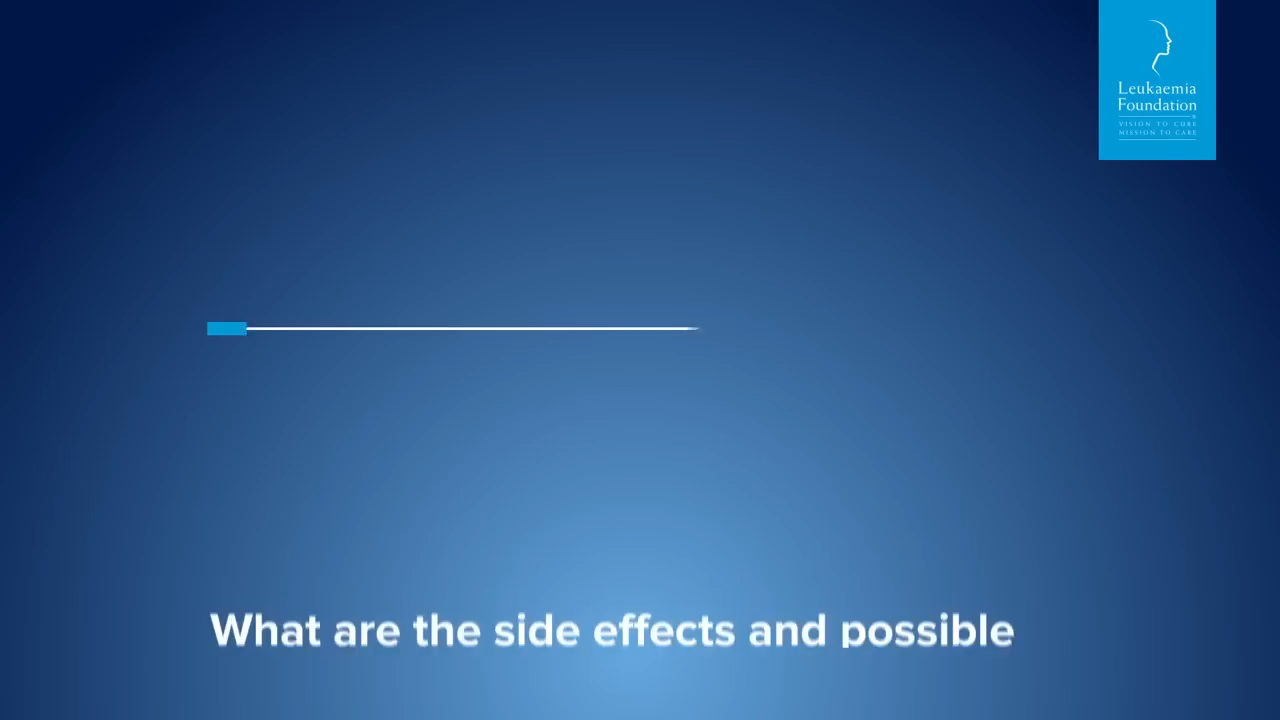 Leukaemia
Foundation
VISION TO CURE
MISSION TO CARE
What are the side effects and possible